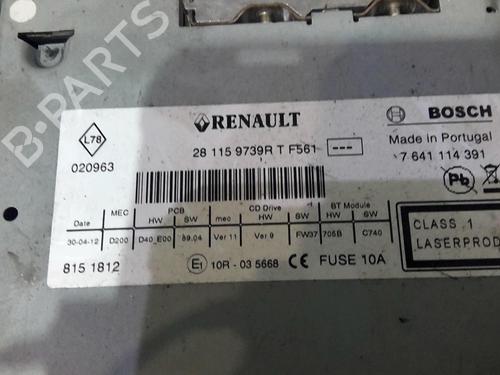 B-PARTS
L78
020963
RENAULT
28 115 9739R T F561 ---
BOSCH
Made in Portugal
7 641 114 391
Pb
Date MEC PCB CD Drive BT Module
HW SW mec HW SW HW SW
30-04-12 D200 D40_E00 89.04 Ver 11 Ver 9 FW37 705B C740
815 1812
E1 10R - 03 5668 CE FUSE 10A
CLASS 1
LASERPROD